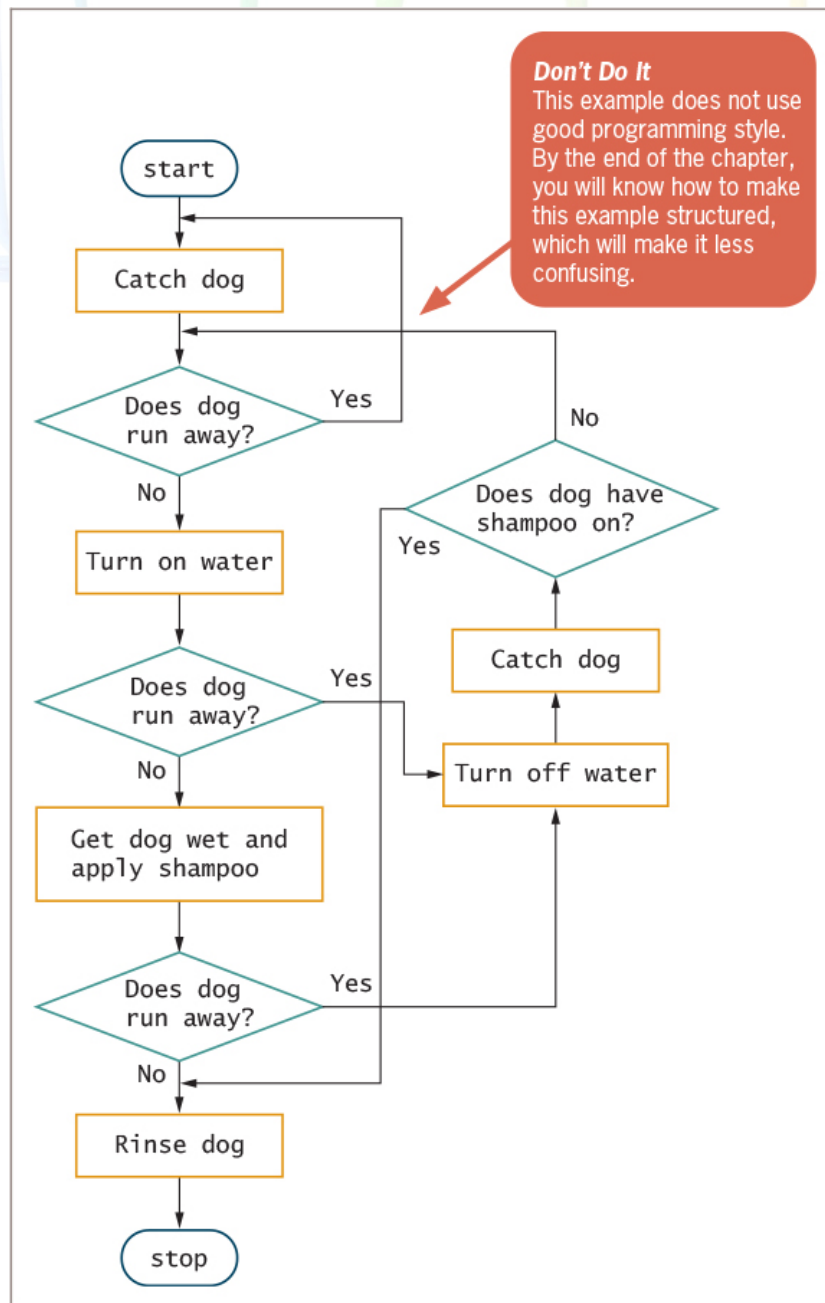 Don't Do It
This example does not use
good programming style.
By the end of the chapter,
you will know how to make
this example structured,
which will make it less
confusing.
start
Catch dog
Does dog
run away?
Yes
No
Turn on water
Does dog
run away?
Yes
No
Get dog wet and
apply shampoo
Does dog
run away?
Yes
No
Rinse dog
stop
No
Does dog have
shampoo on?
Yes
Catch dog
Turn off water